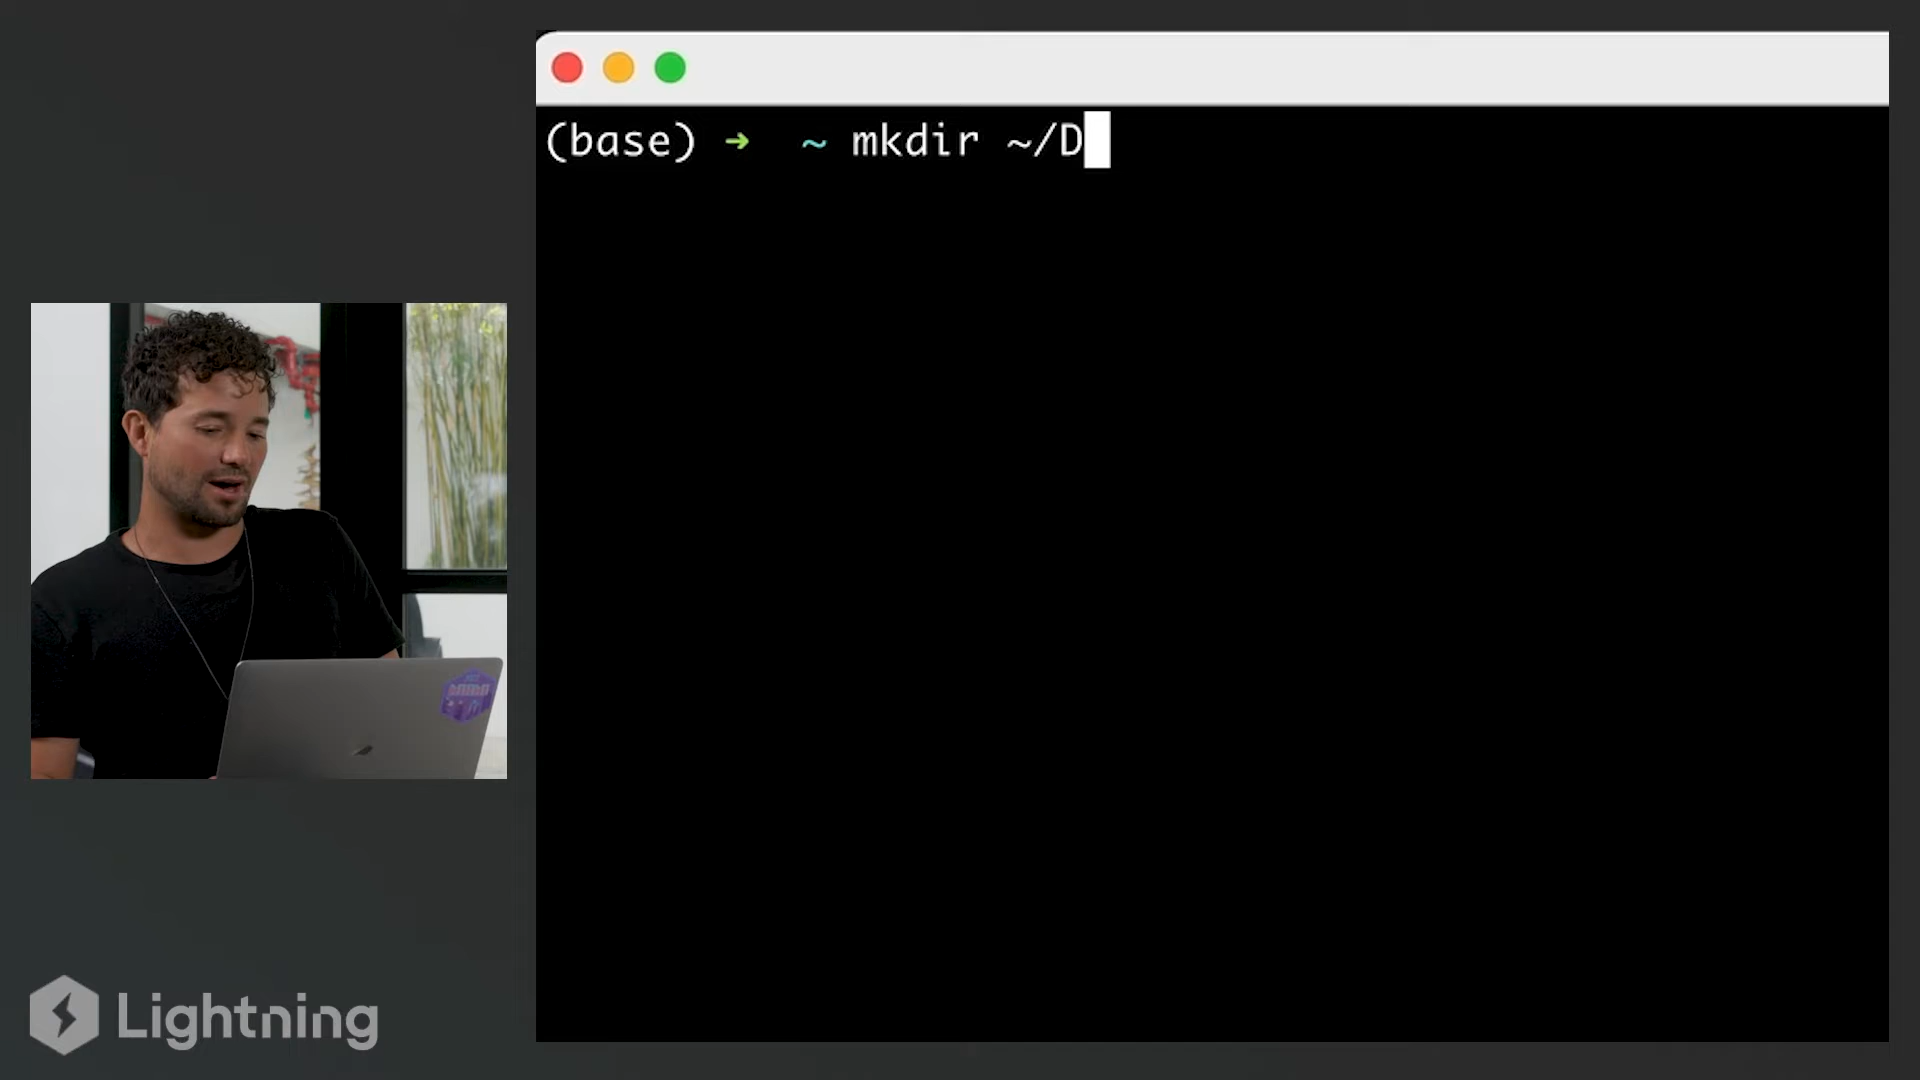 (base) ➜ ~ mkdir ~/D
Lightning